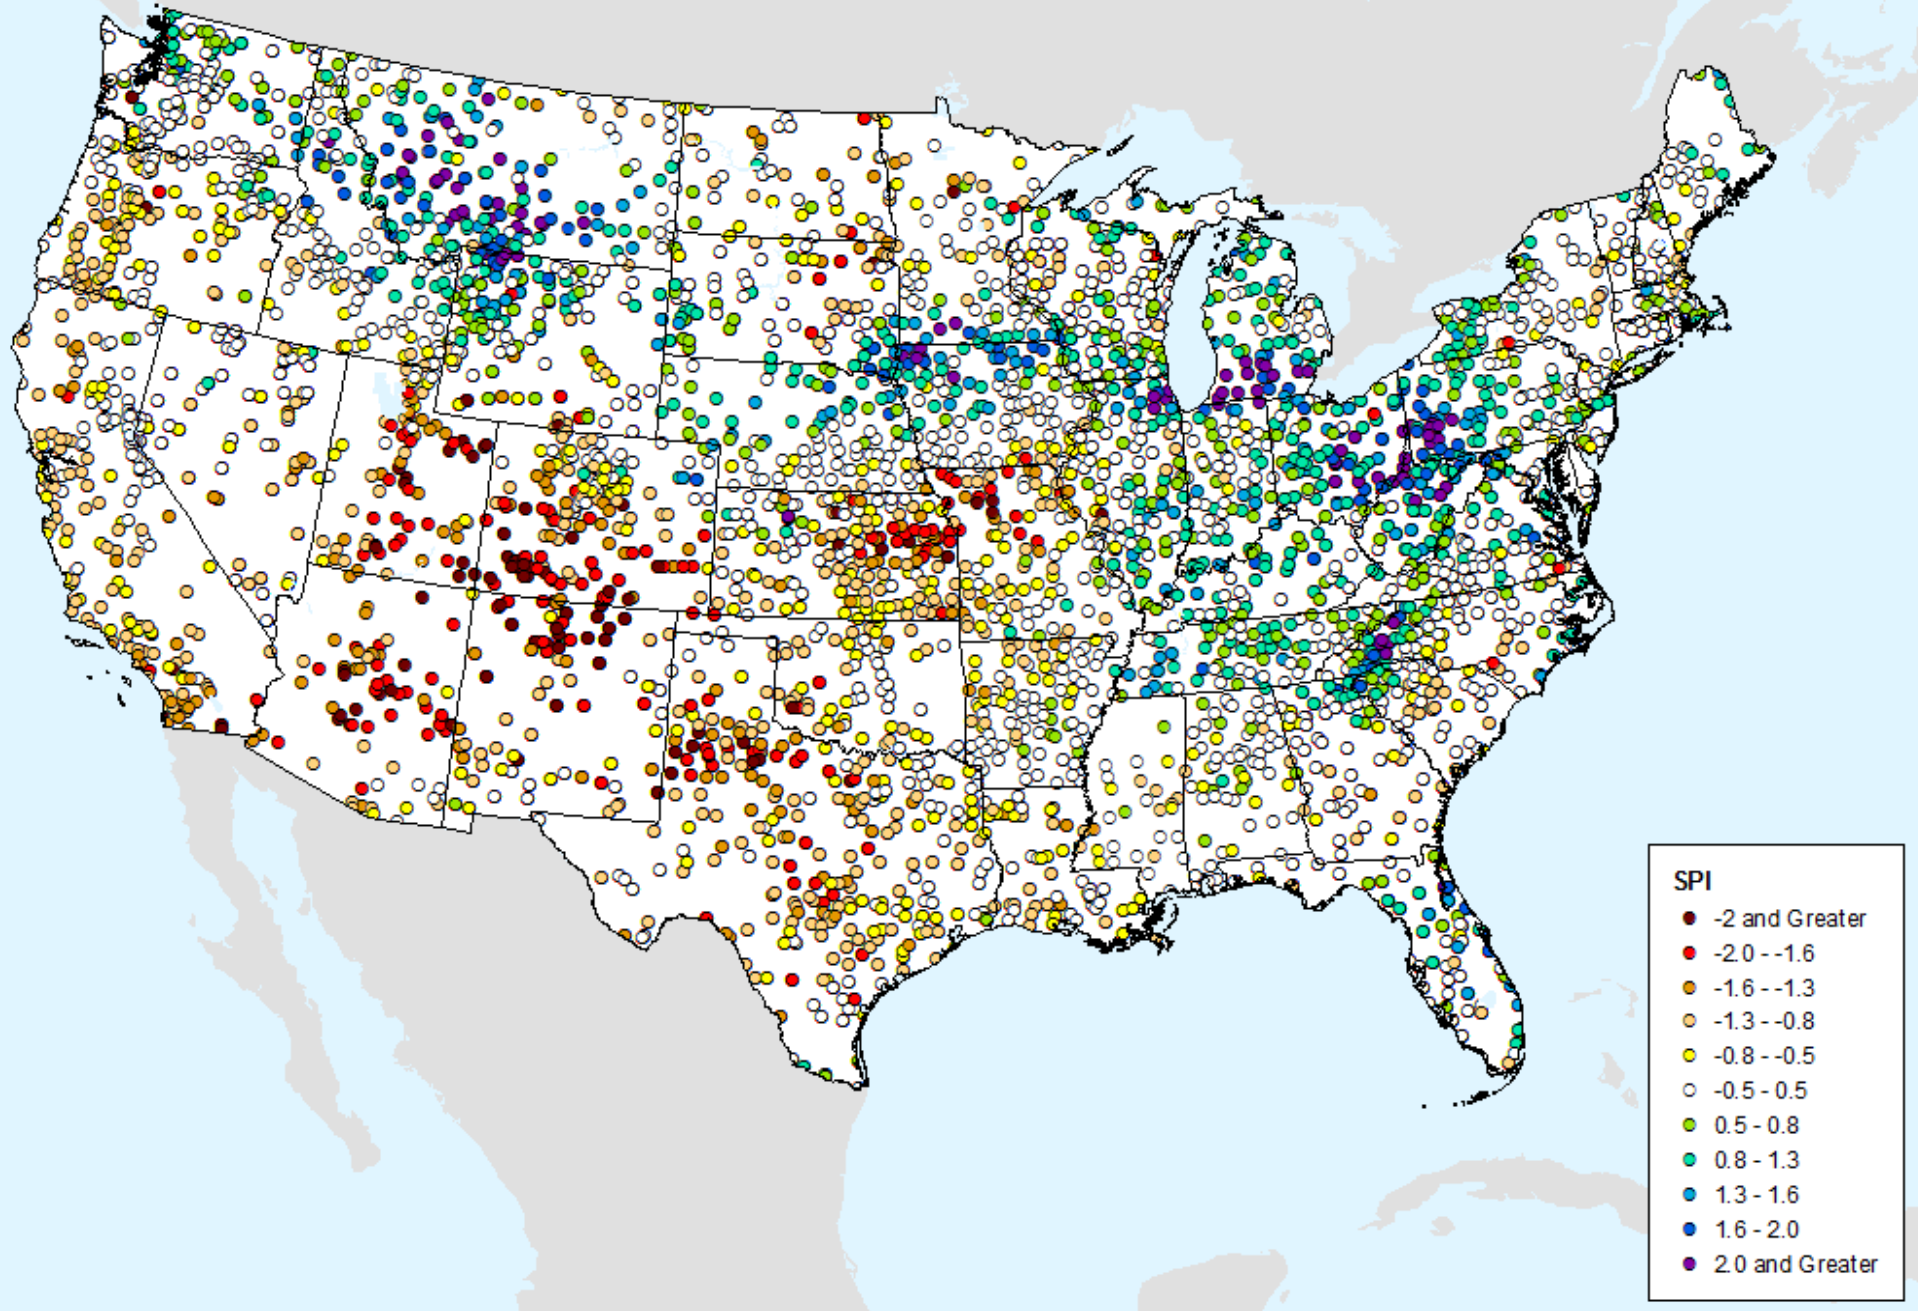 SPI
-2 and Greater
-2.0 - -1.6
-1.6 - -1.3
-1.3 - -0.8
-0.8 - -0.5
-0.5 - 0.5
0.5 - 0.8
0.8 - 1.3
1.3 - 1.6
1.6 - 2.0
2.0 and Greater